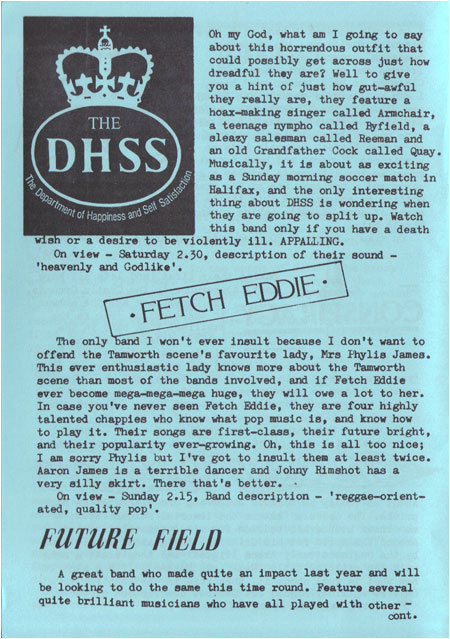 THE
DHSS
The Department of Happiness and Self Satisfaction
Oh my God, what am I going to say
about this horrendous outfit that
could possibly get across just how
dreadful they are? Well to give
you a hint of just how gut-awful
they really are, they feature a
hoax-making singer called Armchair,
a teenage nympho called Byfield, a
sleazy salesman called Reeman and
an old Grandfather Cock called Quay.
Musically, it is about as exciting
as a Sunday morning soccer match in
Halifax, and the only interesting
thing about DHSS is wondering when
they are going to split up. Watch
this band only if you have a death
wish or a desire to be violently ill. APPALLING.
On view - Saturday 2.30, description of their sound -
'heavenly and Godlike'.
· FETCH EDDIE ·
The only band I won't ever insult because I don't want to
offend the Tamworth scene's favourite lady, Mrs Phylis James.
This ever enthusiastic lady knows more about the Tamworth
scene than most of the bands involved, and if Fetch Eddie
ever become mega-mega-mega huge, they will owe a lot to her.
In case you've never seen Fetch Eddie, they are four highly
talented chappies who know what pop music is, and know how
to play it. Their songs are first-class, their future bright,
and their popularity ever-growing. Oh, this is all too nice;
I am sorry Phylis but I've got to insult them at least twice.
Aaron James is a terrible dancer and Johny Rimshot has a
very silly skirt. There that's better.
On view - Sunday 2.15, Band description - 'reggae-orient-
ated, quality pop'.
FUTURE FIELD
A great band who made quite an impact last year and will
be looking to do the same this time round. Feature several
quite brilliant musicians who have all played with other -
cont.